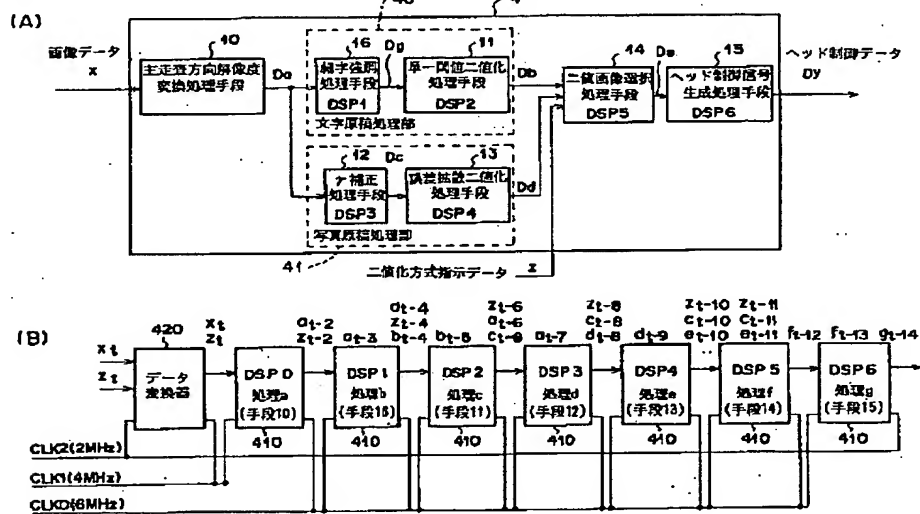 (A)
画像データ
X
10
主走査方向解像度
変換処理手段
Da
16
細字強調
処理手段
DSP1
Dg
11
単一閾値二値化
処理手段
DSP2
Db
文字原稿処理部
12
γ補正
処理手段
DSP3
Dc
13
誤差拡散二値化
処理手段
DSP4
Dd
写真原稿処理部
41
14
二値画像選択
処理手段
DSP5
15
ヘッド制御信号
生成処理手段
DSP6
ヘッド制御データ
Dy
二値化方式指示データ
Z
(B)
420
データ
変換器
Xt
Zt
Xt
Zt
DSP0
処理a
(手段10)
410
at-2
Zt-2
at-3
DSP1
処理b
(手段16)
410
at-4
Zt-4
bt-4
bt-5
DSP2
処理c
(手段11)
410
Zt-6
at-6
ct-6
at-7
DSP3
処理d
(手段12)
410
Zt-8
ct-8
dt-8
dt-9
DSP4
処理e
(手段13)
410
Zt-10
ct-10
et-10
Zt-11
ct-11
et-11
DSP5
処理f
(手段14)
410
ft-12
ft-13
DSP6
処理g
(手段15)
410
gt-14
CLK2(2MHz)
CLK1(4MHz)
CLK0(6MHz)